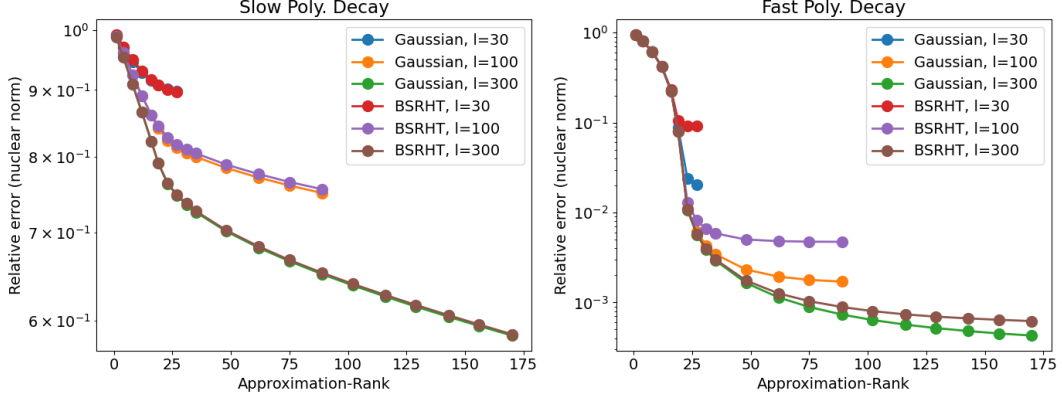 Slow Poly. Decay
Relative error (nuclear norm)
10⁰
9 × 10⁻¹
8 × 10⁻¹
7 × 10⁻¹
6 × 10⁻¹
Gaussian, l=30
Gaussian, l=100
Gaussian, l=300
BSRHT, l=30
BSRHT, l=100
BSRHT, l=300
0 25 50 75 100 125 150 175
Approximation-Rank
Fast Poly. Decay
Relative error (nuclear norm)
10⁰
10⁻¹
10⁻²
10⁻³
Gaussian, l=30
Gaussian, l=100
Gaussian, l=300
BSRHT, l=30
BSRHT, l=100
BSRHT, l=300
0 25 50 75 100 125 150 175
Approximation-Rank